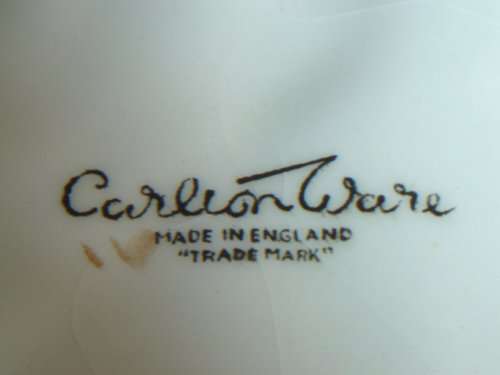 Carlton Ware
MADE IN ENGLAND
"TRADE MARK"